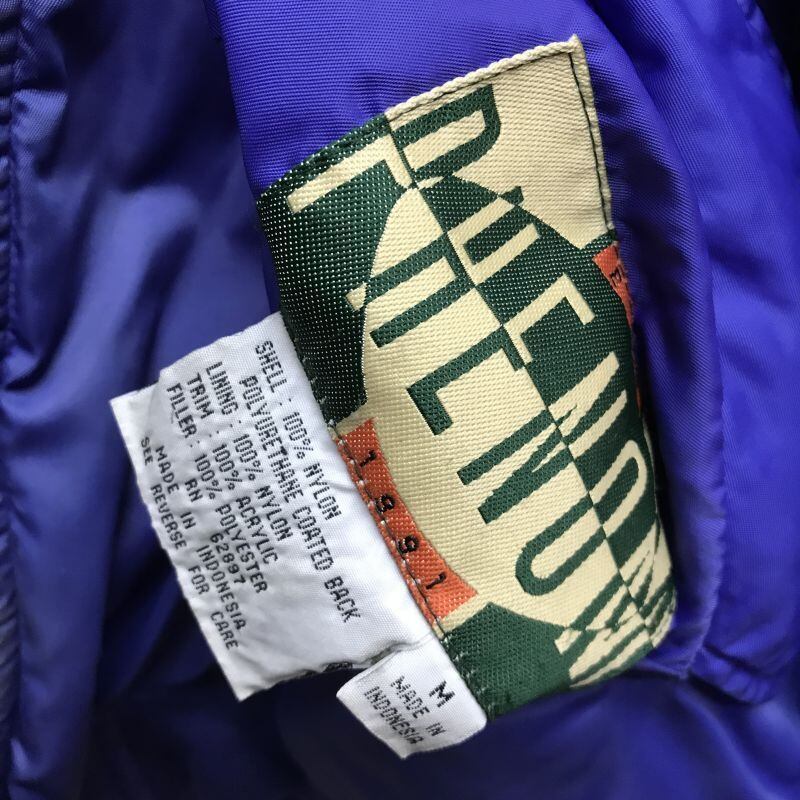 1891
SHELL : 100% NYLON
POLYURETHANE COATED BACK
LINING : 100% NYLON
TRIM : 100% ACRYLIC
FILLER : 100% POLYESTER
RN 62897
MADE IN INDONESIA
SEE REVERSE FOR CARE
M
MADE IN
INDONESIA